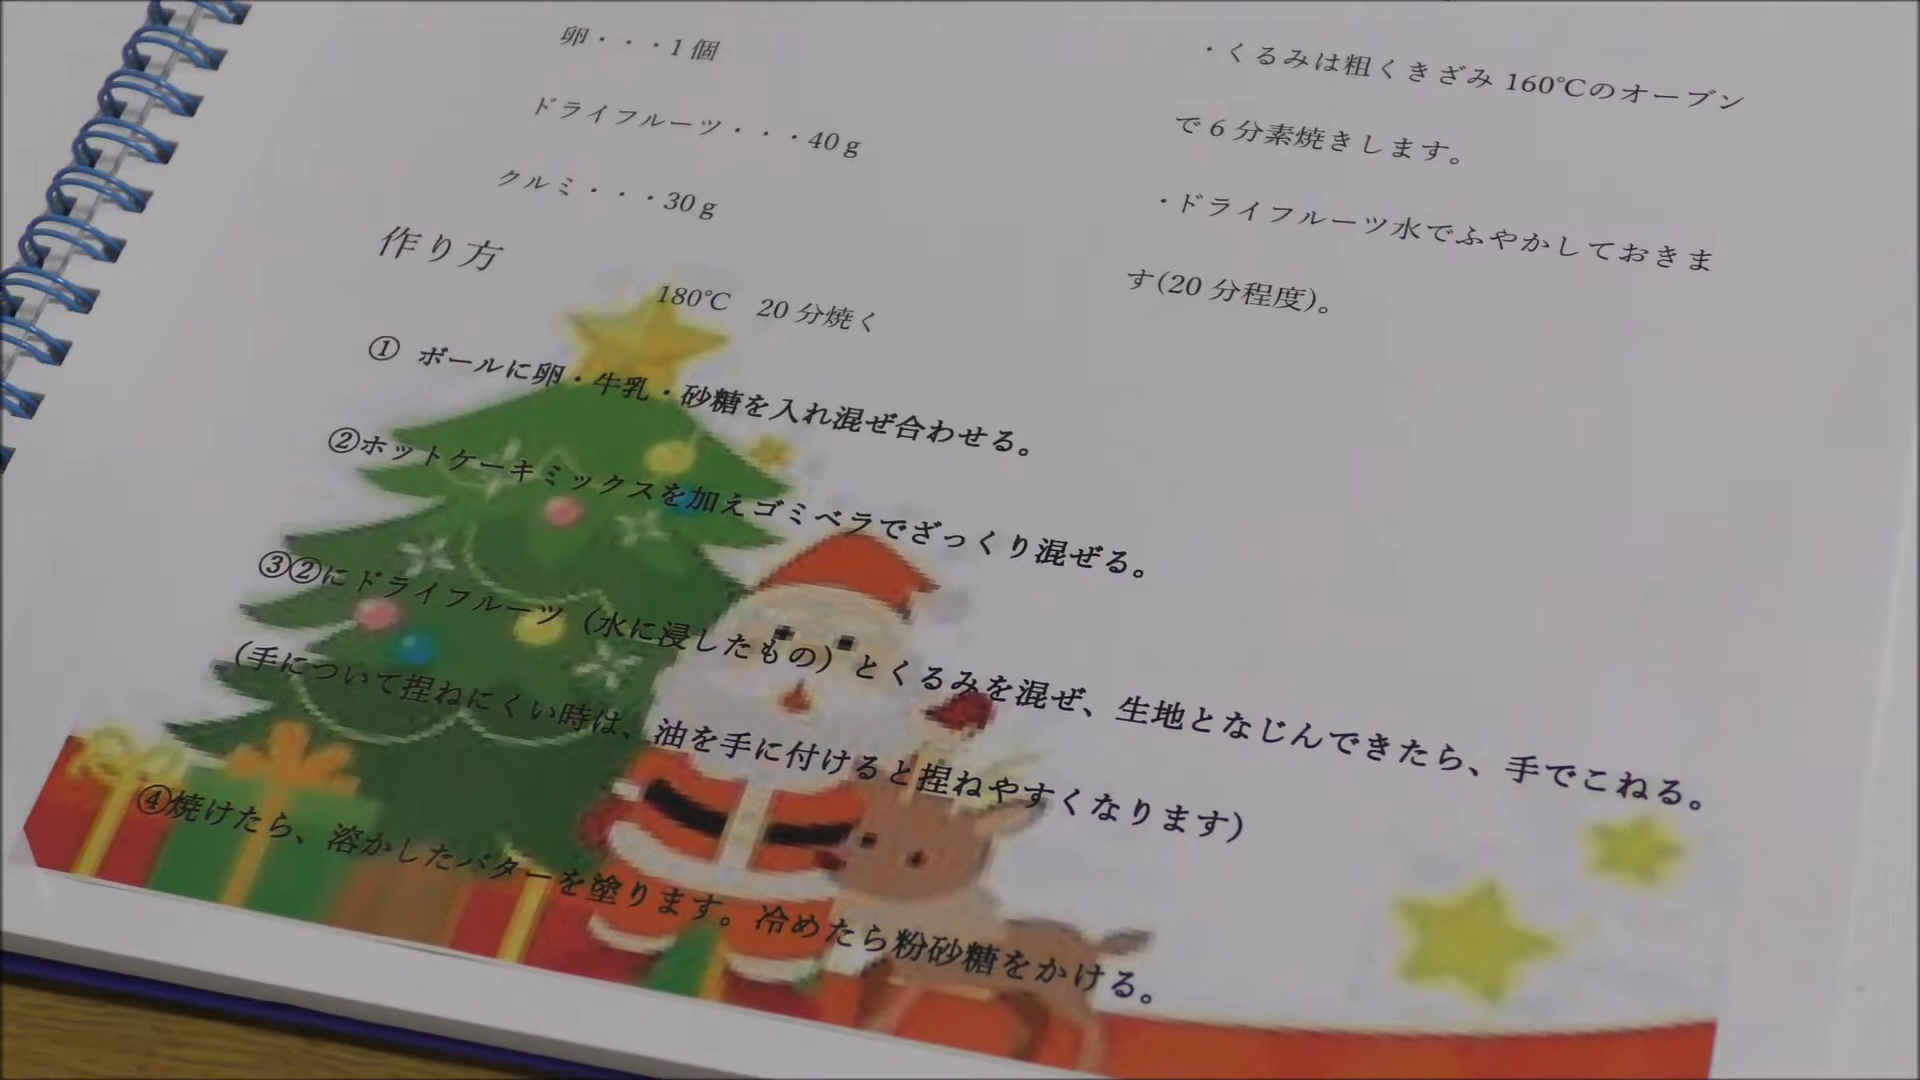 卵・・・1個
ドライフルーツ・・・40g
クルミ・・・30g
・くるみは粗くきざみ160℃のオーブン
で6分素焼きします。
・ドライフルーツ水でふやかしておきま
す(20分程度)。
作り方
180℃　20分焼く
① ボールに卵・牛乳・砂糖を入れ混ぜ合わせる。
②ホットケーキミックスを加えゴミベラでざっくり混ぜる。
③②にドライフルーツ（水に浸したもの）とくるみを混ぜ、生地となじんできたら、手でこねる。
（手について捏ねにくい時は、油を手に付けると捏ねやすくなります）
④焼けたら、溶かしたバターを塗ります。冷めたら粉砂糖をかける。